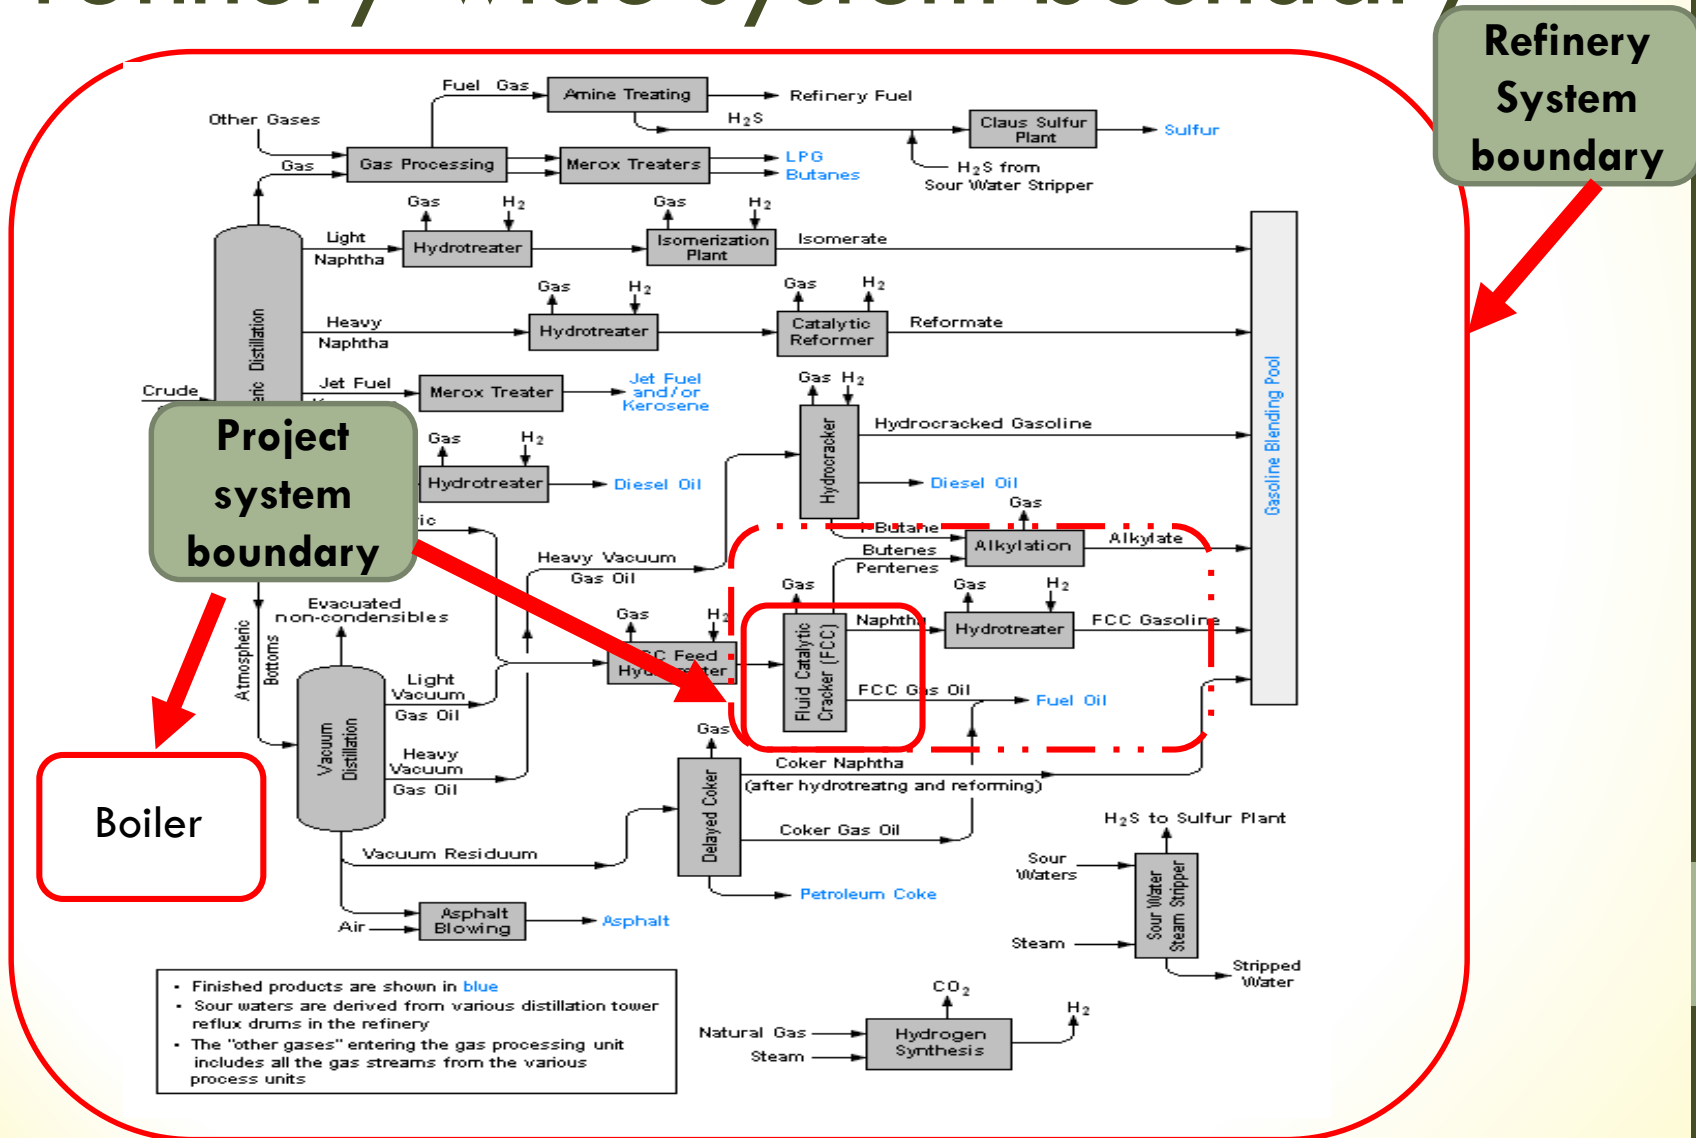 refinery-wide system boundary
Refinery
System
boundary
Fuel Gas
Amine Treating
Refinery Fuel
Other Gases
H₂S
Claus Sulfur
Plant
Sulfur
Gas
Gas Processing
Merox Treaters
LPG
Butanes
H₂S from
Sour Water Stripper
Gas
H₂
Gas
H₂
Light
Naphtha
Hydrotreater
Isomerization
Plant
Isomerate
Gas
H₂
Gas
H₂
Heavy
Naphtha
Hydrotreater
Catalytic
Reformer
Reformate
Distillation
Gasoline Blending Pool
Crude
Jet Fuel
Merox Treater
Jet Fuel
and/or
Kerosene
Gas
H₂
Hydrocracker
Hydrocracked Gasoline
Diesel Oil
Project
system
boundary
Gas
H₂
Hydrotreater
Diesel Oil
Gas
Butane
Butenes
Pentenes
Alkylation
Alkylate
Heavy Vacuum
Gas Oil
Evacuated
non-condensibles
Atmospheric
Bottoms
Gas
H₂
Feed
Gas
Fluid Catalytic
Cracker (FCC)
Naphtha
Gas
H₂
Hydrotreater
FCC Gasoline
FCC Gas Oil
Fuel Oil
Light
Vacuum
Gas Oil
Vacuum
Distillation
Heavy
Vacuum
Gas Oil
Boiler
Gas
Delayed Coker
Coker Naphtha
(after hydrotreatng and reforming)
Coker Gas Oil
Petroleum Coke
Vacuum Residuum
Air
Asphalt
Blowing
Asphalt
H₂S to Sulfur Plant
Sour
Waters
Sour Water
Steam Stripper
Steam
Stripped
Water
• Finished products are shown in blue
• Sour waters are derived from various distillation tower
reflux drums in the refinery
• The "other gases" entering the gas processing unit
includes all the gas streams from the various
process units
CO₂
H₂
Natural Gas
Steam
Hydrogen
Synthesis